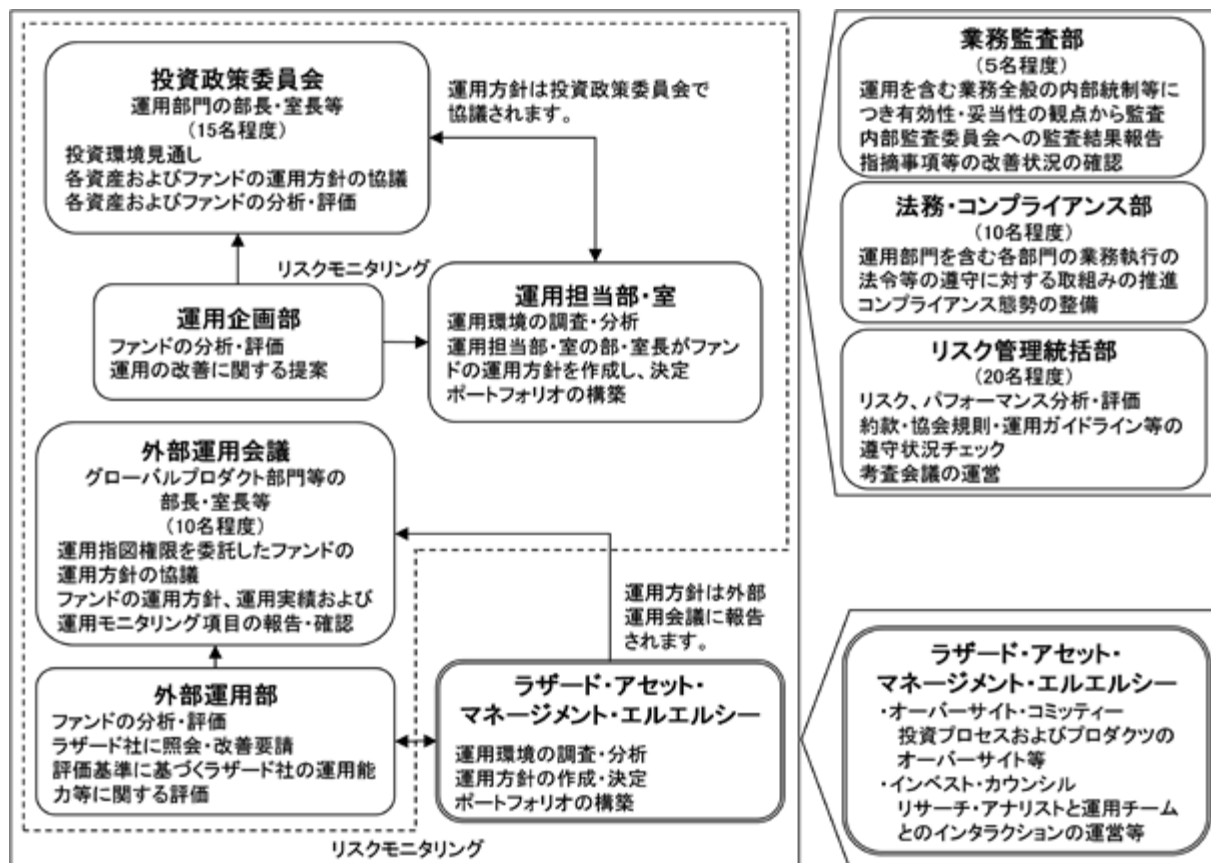 投資政策委員会
運用部門の部長・室長等
(15名程度)
投資環境見通し
各資産およびファンドの運用方針の協議
各資産およびファンドの分析・評価
運用方針は投資政策委員会で
協議されます。
リスクモニタリング
運用企画部
ファンドの分析・評価
運用の改善に関する提案
運用担当部・室
運用環境の調査・分析
運用担当部・室の部・室長がファン
ドの運用方針を作成し、決定
ポートフォリオの構築
外部運用会議
グローバルプロダクト部門等の
部長・室長等
(10名程度)
運用指図権限を委託したファンドの
運用方針の協議
ファンドの運用方針、運用実績および
運用モニタリング項目の報告・確認
運用方針は外部
運用会議に報告
されます。
外部運用部
ファンドの分析・評価
ラザード社に照会・改善要請
評価基準に基づくラザード社の運用能
力等に関する評価
ラザード・アセット・
マネージメント・エルエルシー
運用環境の調査・分析
運用方針の作成・決定
ポートフォリオの構築
リスクモニタリング
業務監査部
(5名程度)
運用を含む業務全般の内部統制等に
つき有効性・妥当性の観点から監査
内部監査委員会への監査結果報告
指摘事項等の改善状況の確認
法務・コンプライアンス部
(10名程度)
運用部門を含む各部門の業務執行の
法令等の遵守に対する取組みの推進
コンプライアンス態勢の整備
リスク管理統括部
(20名程度)
リスク、パフォーマンス分析・評価
約款・協会規則・運用ガイドライン等の
遵守状況チェック
考査会議の運営
ラザード・アセット・
マネージメント・エルエルシー
・オーバーサイト・コミッティー
投資プロセスおよびプロダクツの
オーバーサイト等
・インベスト・カウンシル
リサーチ・アナリストと運用チーム
とのインタラクションの運営等